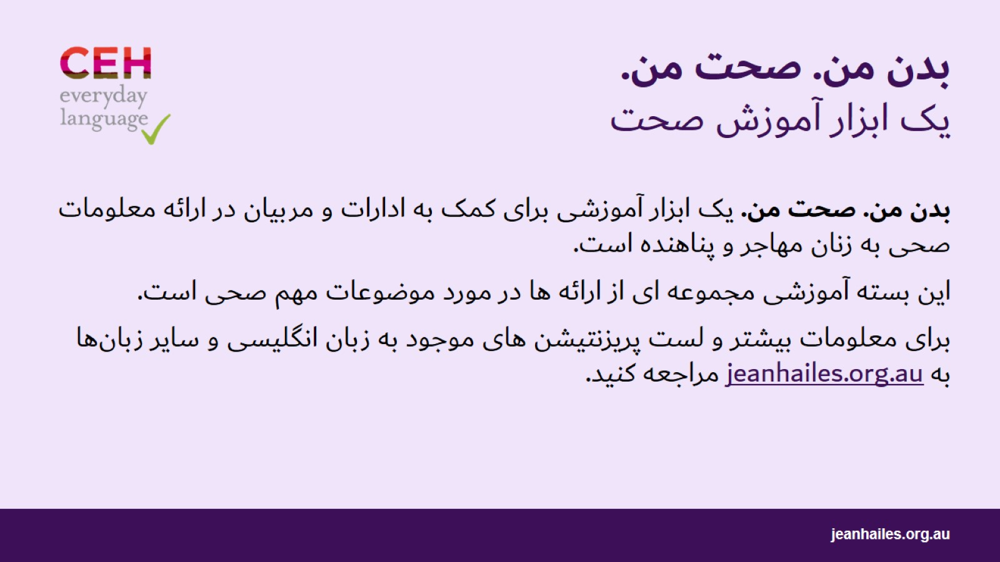 CEH
everyday
language
بدن من. صحت من.
یک ابزار آموزش صحت
بدن من. صحت من. یک ابزار آموزشی برای کمک به ادارات و مربیان در ارائه معلومات
صحی به زنان مهاجر و پناهنده است.
این بسته آموزشی مجموعه ای از ارائه ها در مورد موضوعات مهم صحی است.
برای معلومات بیشتر و لست پریزنتیشن های موجود به زبان انگلیسی و سایر زبان‌ها
به jeanhailes.org.au مراجعه کنید.
jeanhailes.org.au